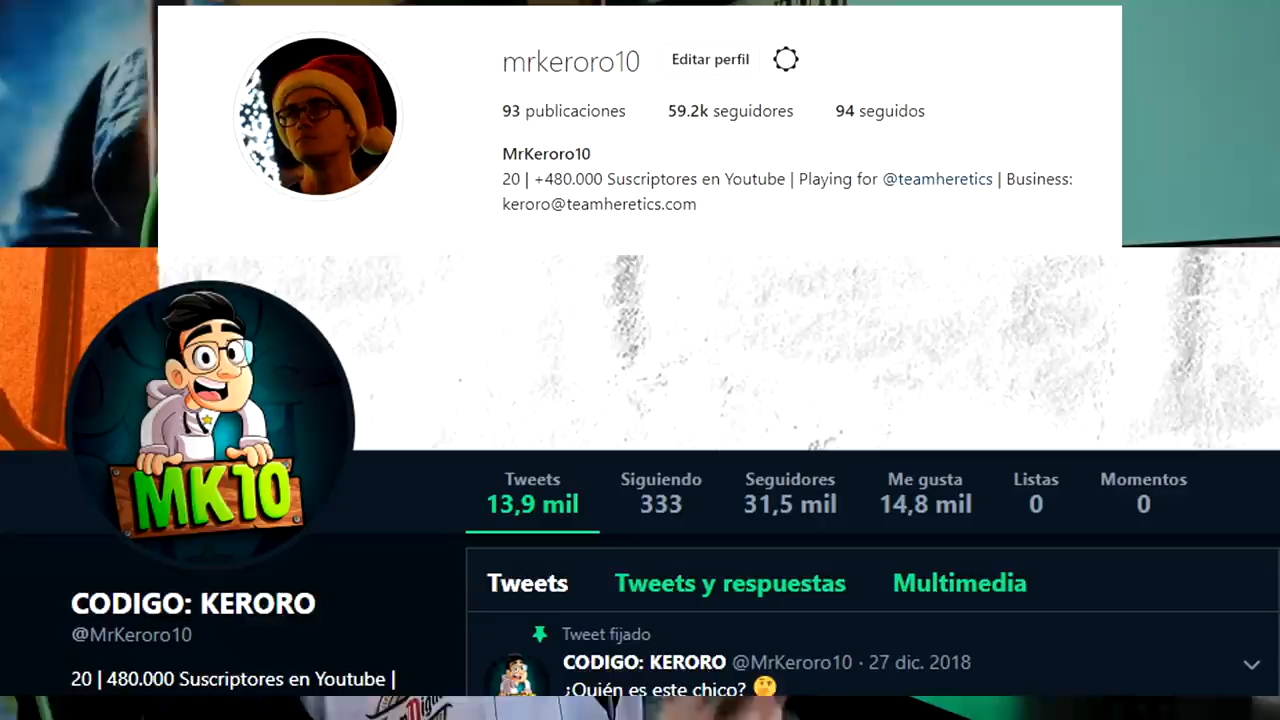 mrkeroro10 Editar perfil
93 publicaciones 59.2k seguidores 94 seguidos
MrKeroro10
20 | +480.000 Suscriptores en Youtube | Playing for @teamheretics | Business:
keroro@teamheretics.com
MK10
Tweets Siguiendo Seguidores Me gusta Listas Momentos
13,9 mil 333 31,5 mil 14,8 mil 0 0
Tweets Tweets y respuestas Multimedia
CODIGO: KERORO
@MrKeroro10
20 | 480.000 Suscriptores en Youtube |
Tweet fijado
CODIGO: KERORO @MrKeroro10 · 27 dic. 2018
¿Quién es este chico? 🤔